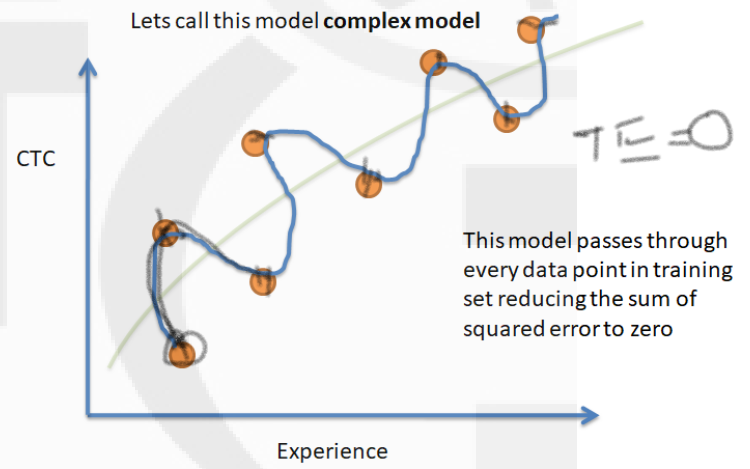 Lets call this model complex model
TE=0
CTC
This model passes through
every data point in training
set reducing the sum of
squared error to zero
Experience